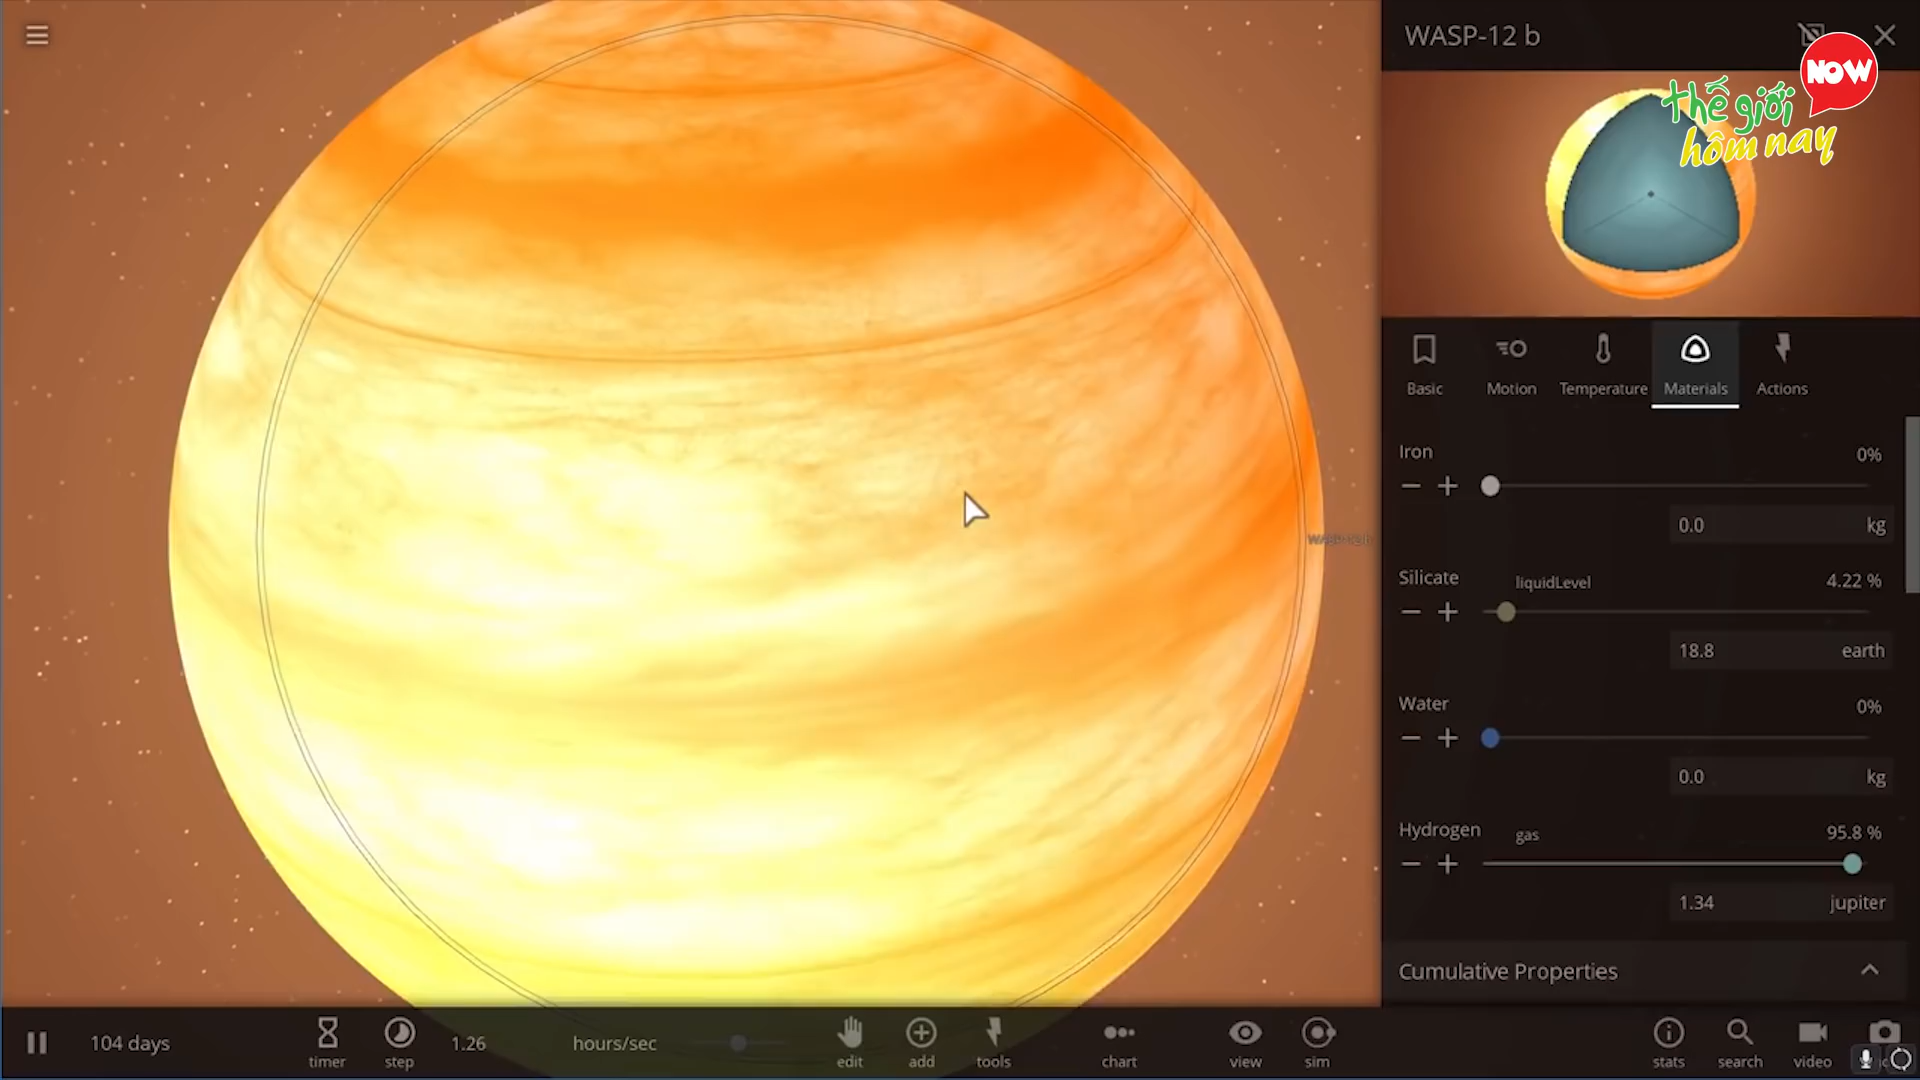 WASP-12 b
NOW
thế giới
hôm nay
Basic
Motion
Temperature
Materials
Actions
Iron
0%
0.0 kg
Silicate liquidLevel 4.22 %
18.8 earth
WASP-12 b
Water
0%
0.0 kg
Hydrogen gas 95.8 %
1.34 jupiter
Cumulative Properties
104 days
timer
step
1.26 hours/sec
edit
add
tools
chart
view
sim
stats
search
video